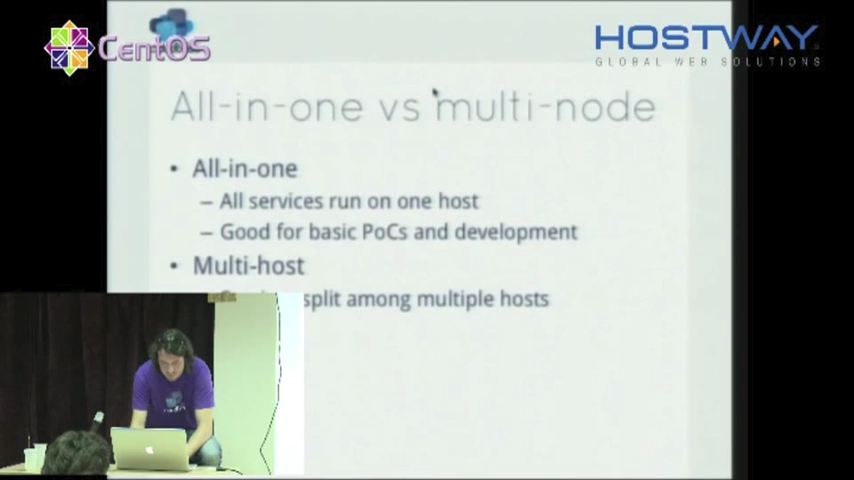 CentOS
HOSTWAY
GLOBAL WEB SOLUTIONS
All-in-one vs multi-node
• All-in-one
– All services run on one host
– Good for basic PoCs and development
• Multi-host
split among multiple hosts